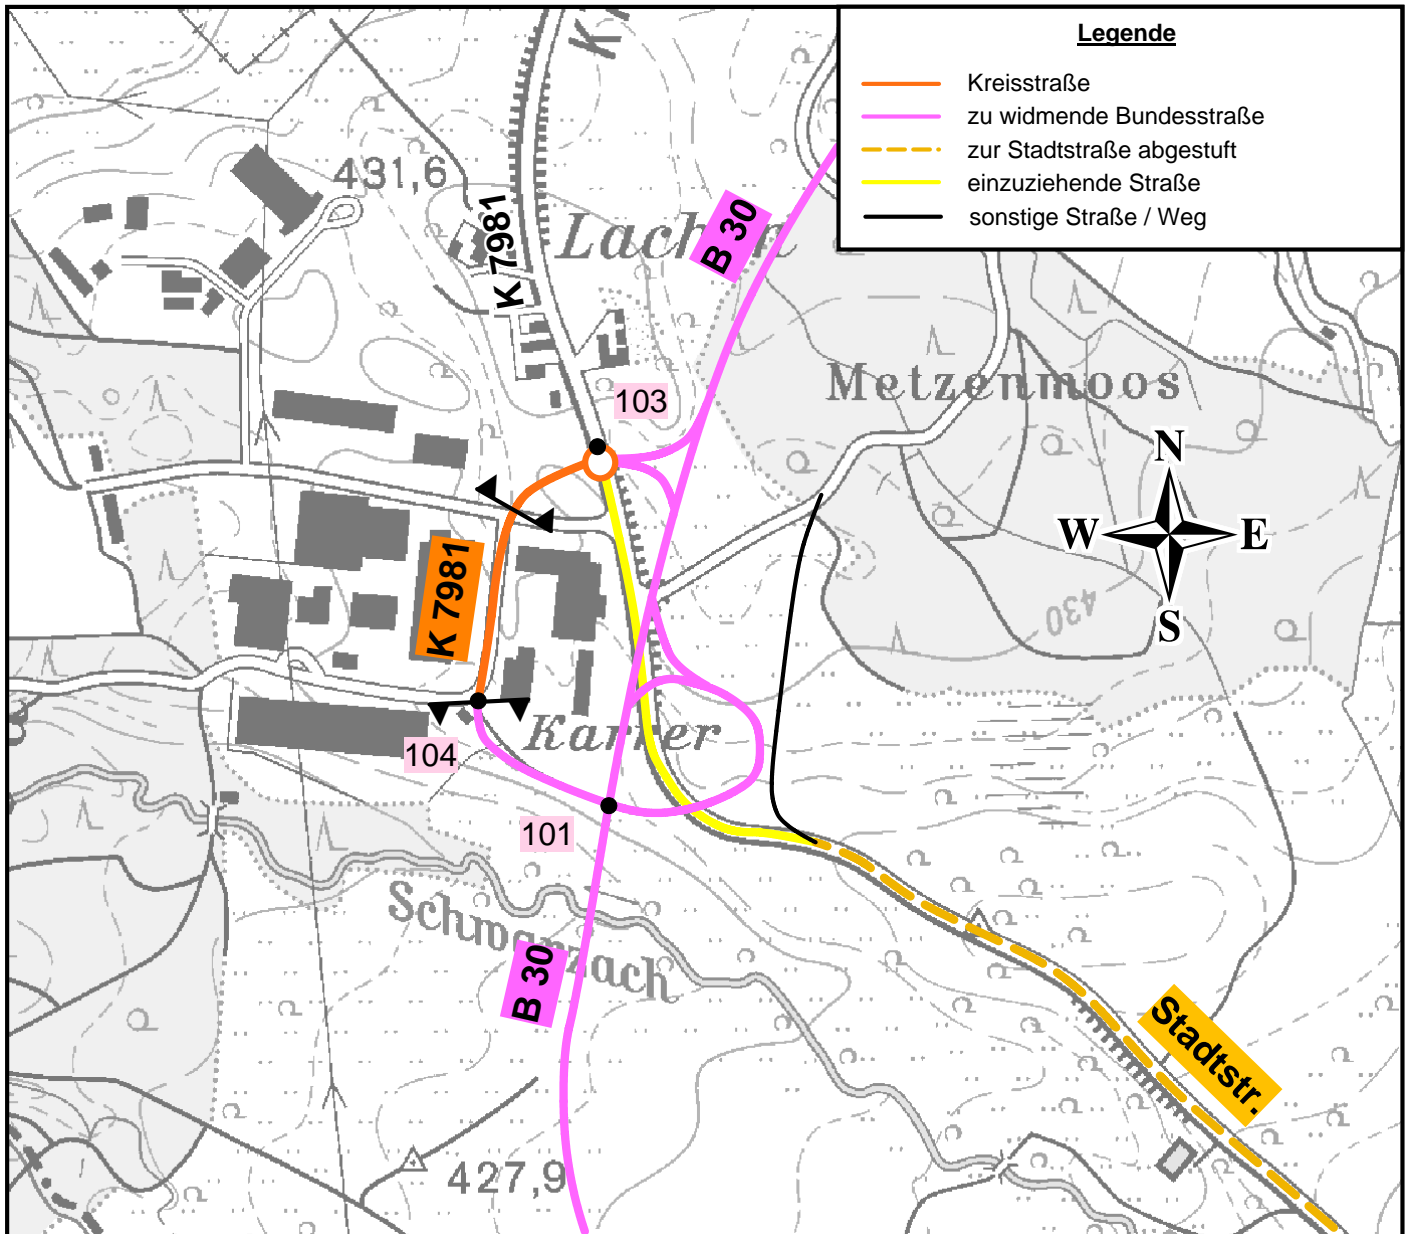 Legende
Kreisstraße
zu widmende Bundesstraße
zur Stadtstraße abgestuft
einzuziehende Straße
sonstige Straße / Weg
K
431,6
K 7981
B 30
Metzenmoos
103
N
W
E
S
K 7981
430
Karrer
104
101
Schwarzach
B 30
Stadtstr.
427,9